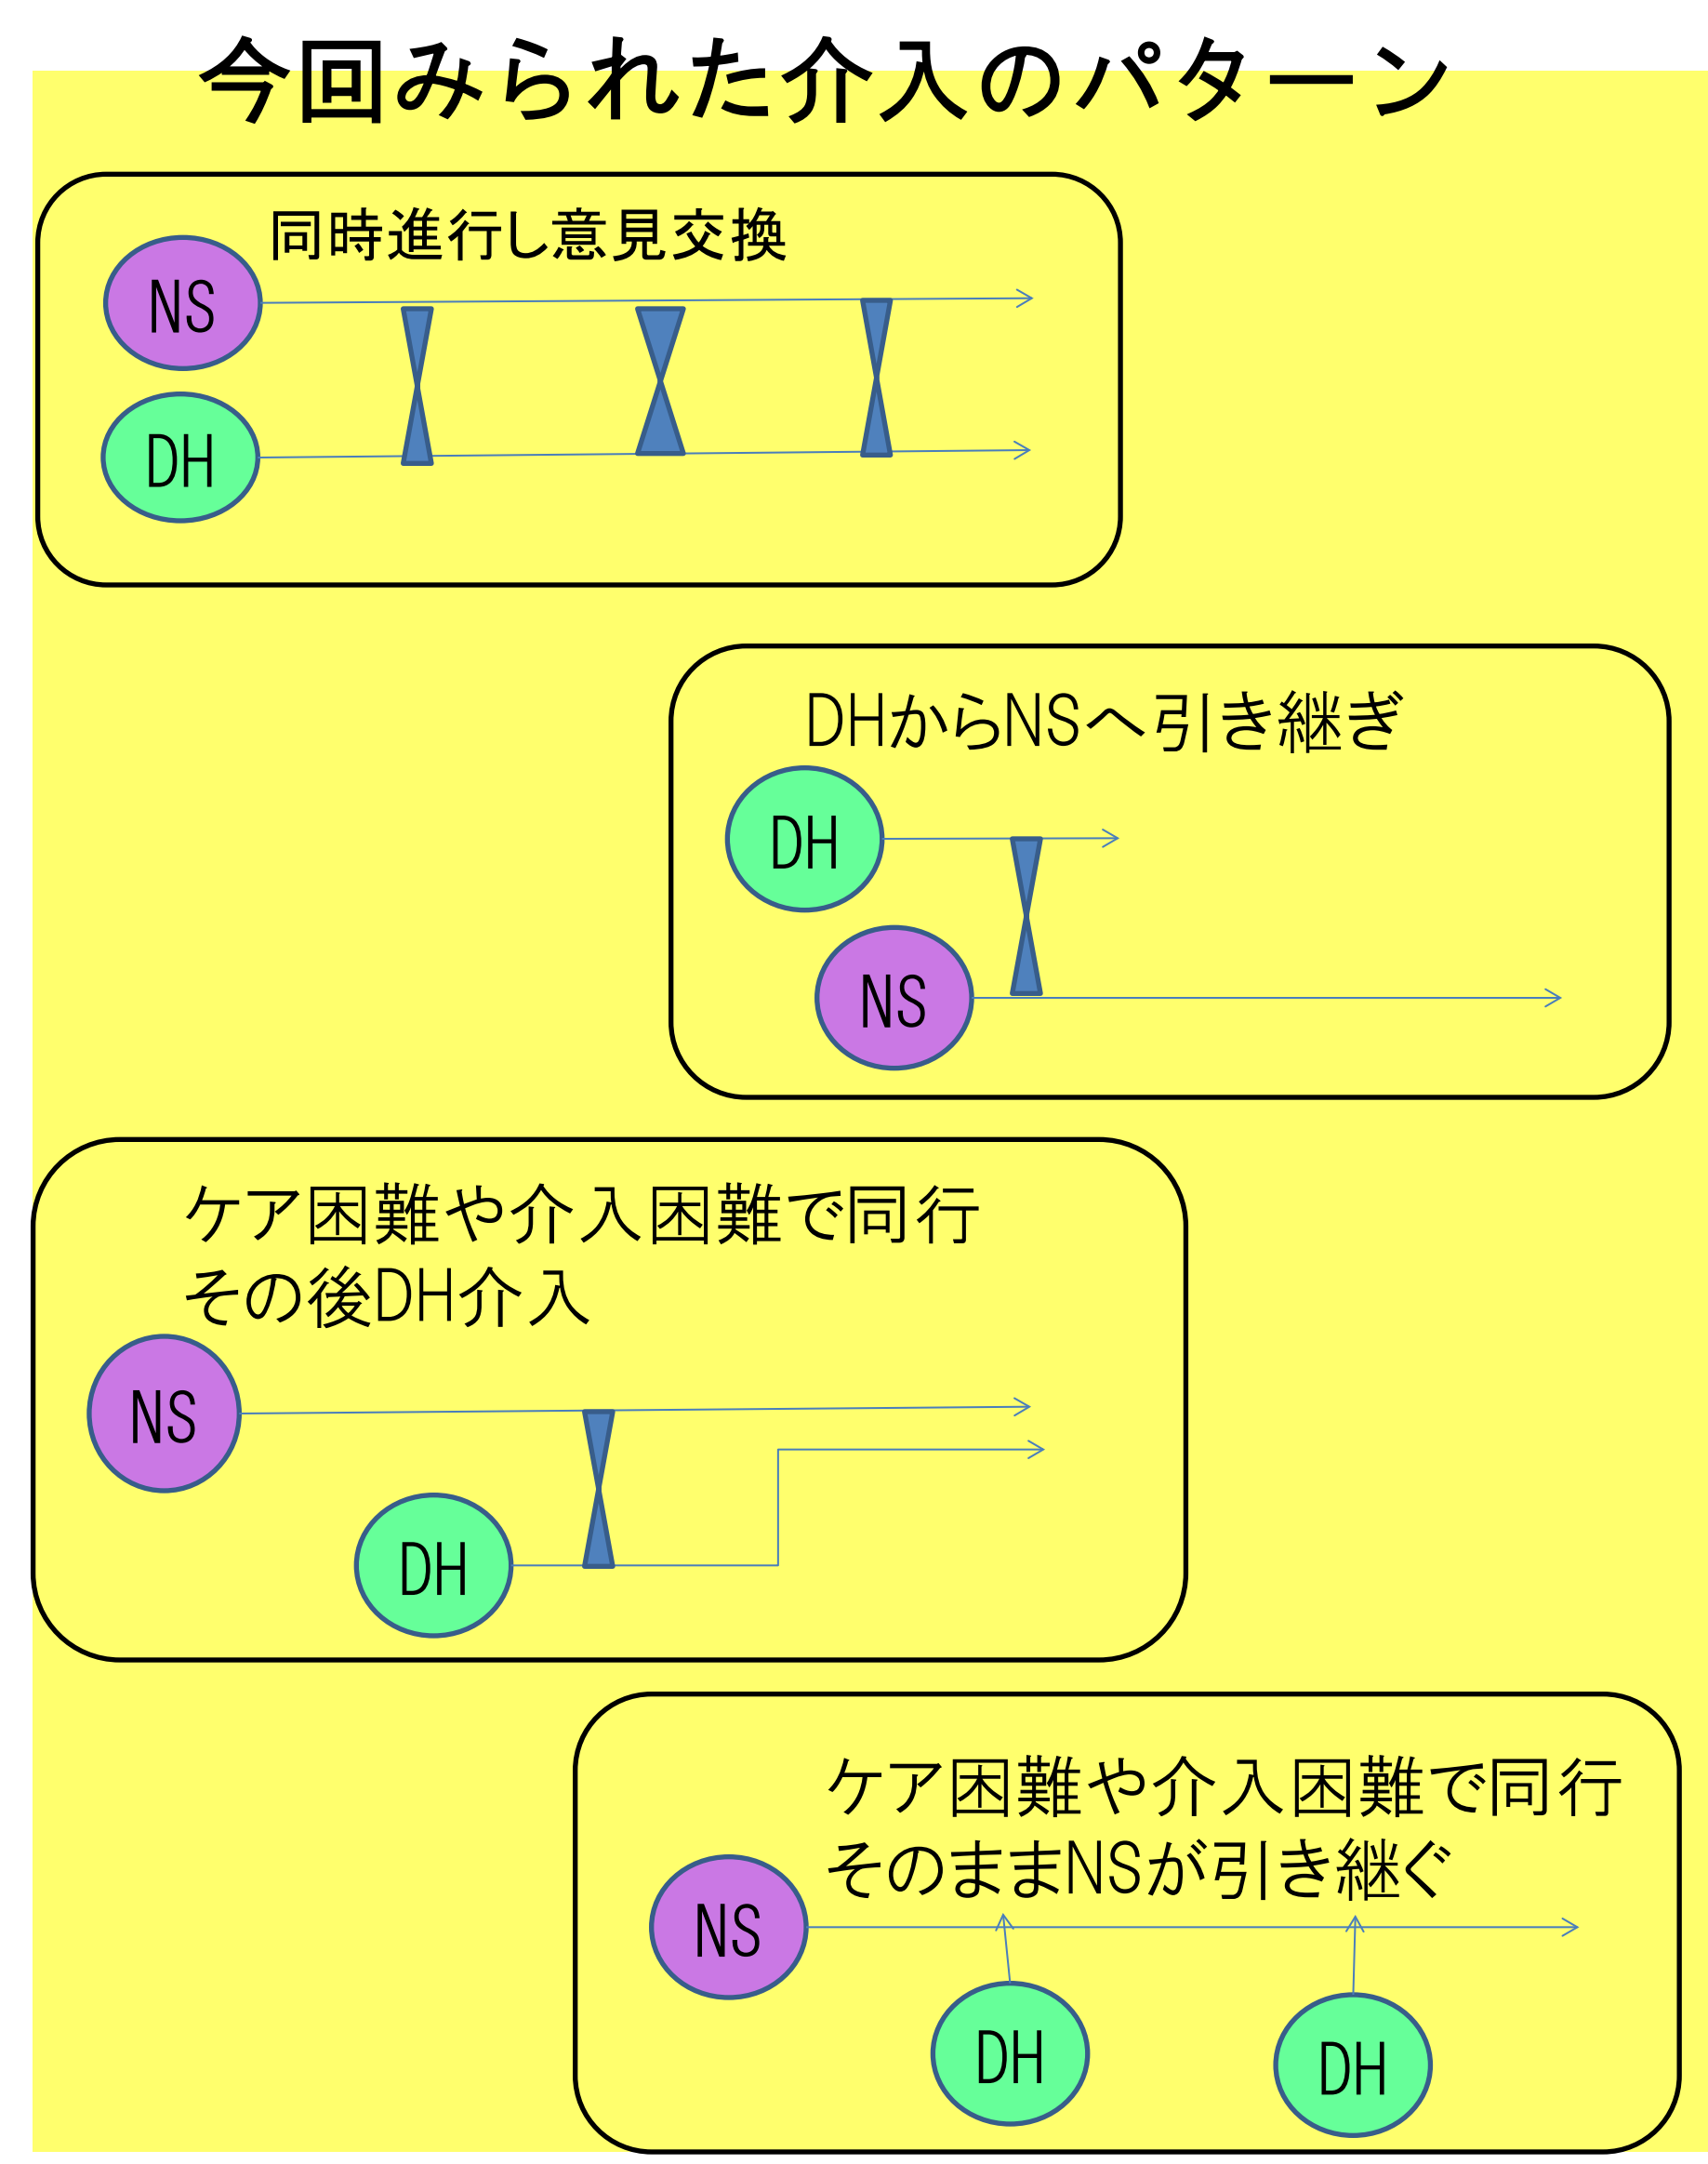 今回みられた介入のパターン
同時進行し意見交換
NS
DH
DHからNSへ引き継ぎ
DH
NS
ケア困難や介入困難で同行
その後DH介入
NS
DH
ケア困難や介入困難で同行
そのままNSが引き継ぐ
NS
DH
DH